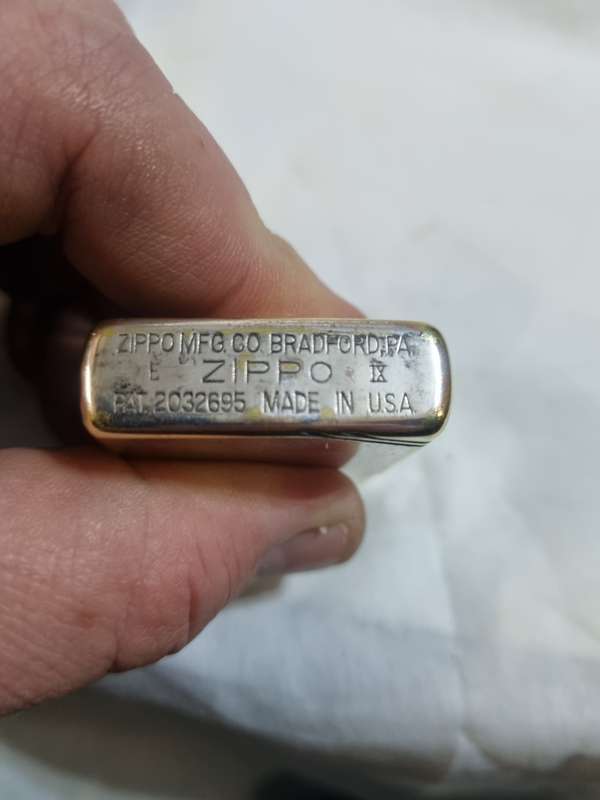 ZIPPO MFG. CO. BRADFORD, PA.
E ZIPPO IX
PAT. 2032695 MADE IN U.S.A.